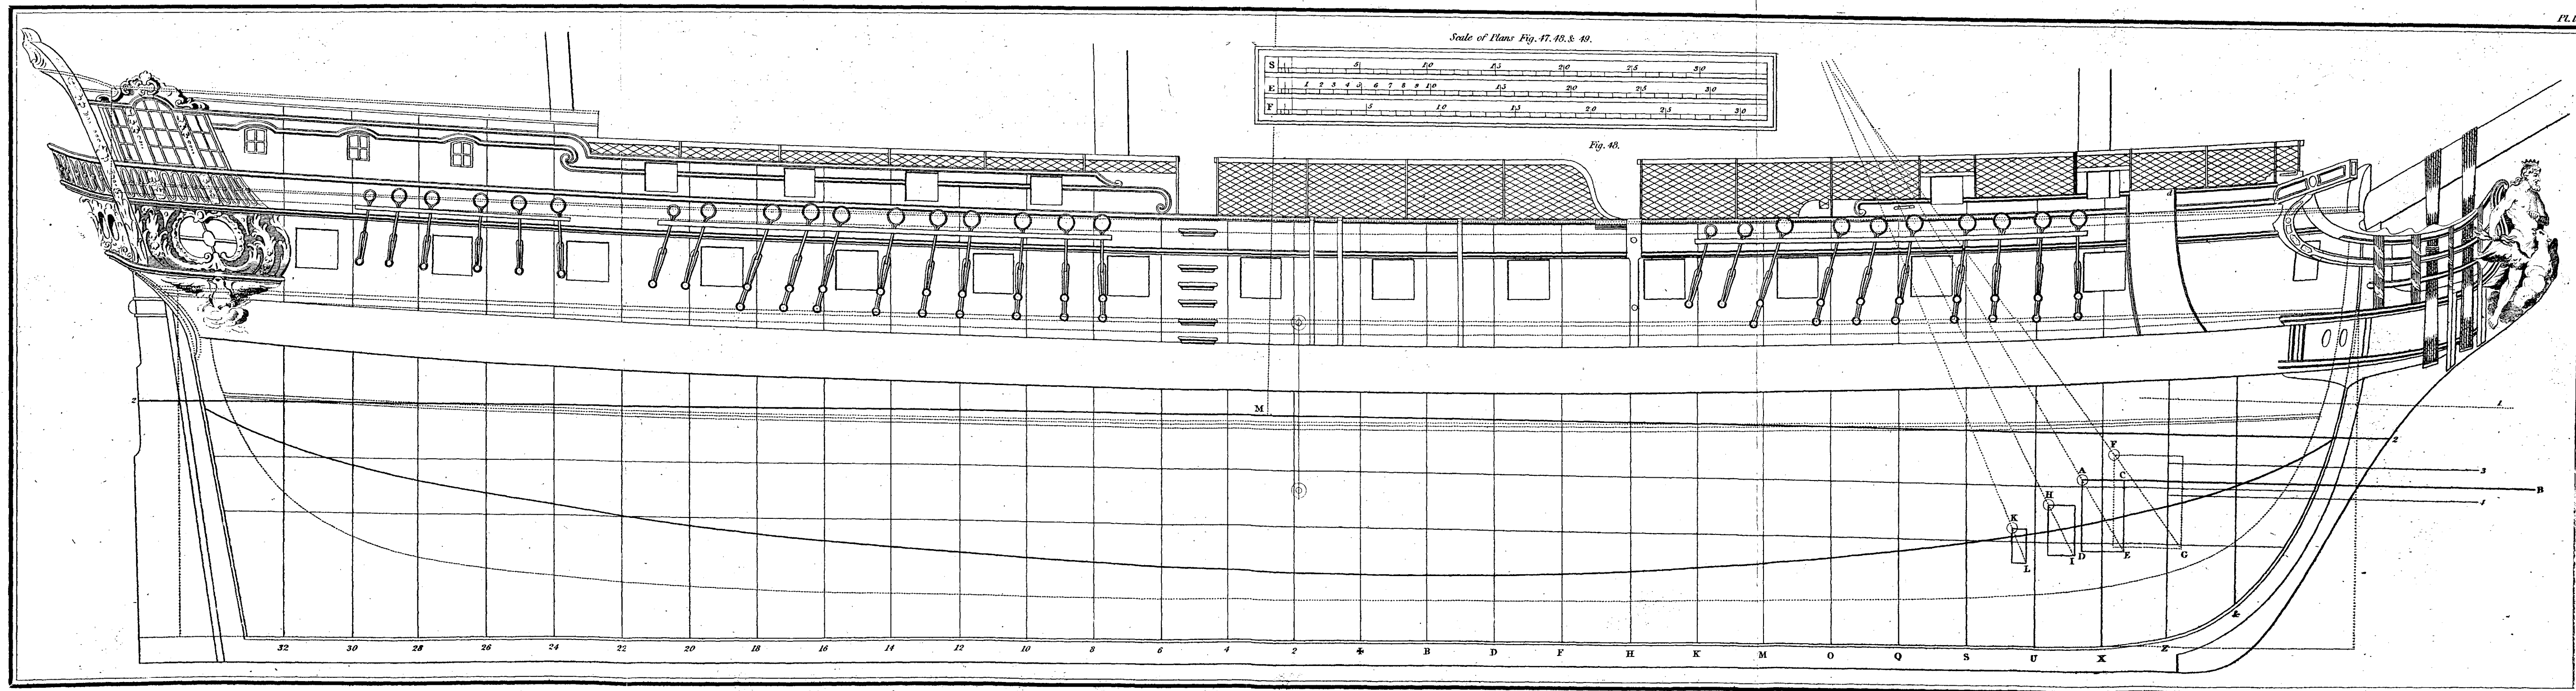 Pl. I
Scale of Plans Fig. 47. 48. & 49.
S 5 10 15 20 25 30
E 1 2 3 4 5 6 7 8 9 10 15 20 25 30
F 5 10 15 20 25 30
Fig. 48.
d
2 M 1
2
F 3
A C B
4
H
K
D E G
I
L
&
32 30 28 26 24 22 20 18 16 14 12 10 8 6 4 2 ✠ B D F H K M O Q S U X Z